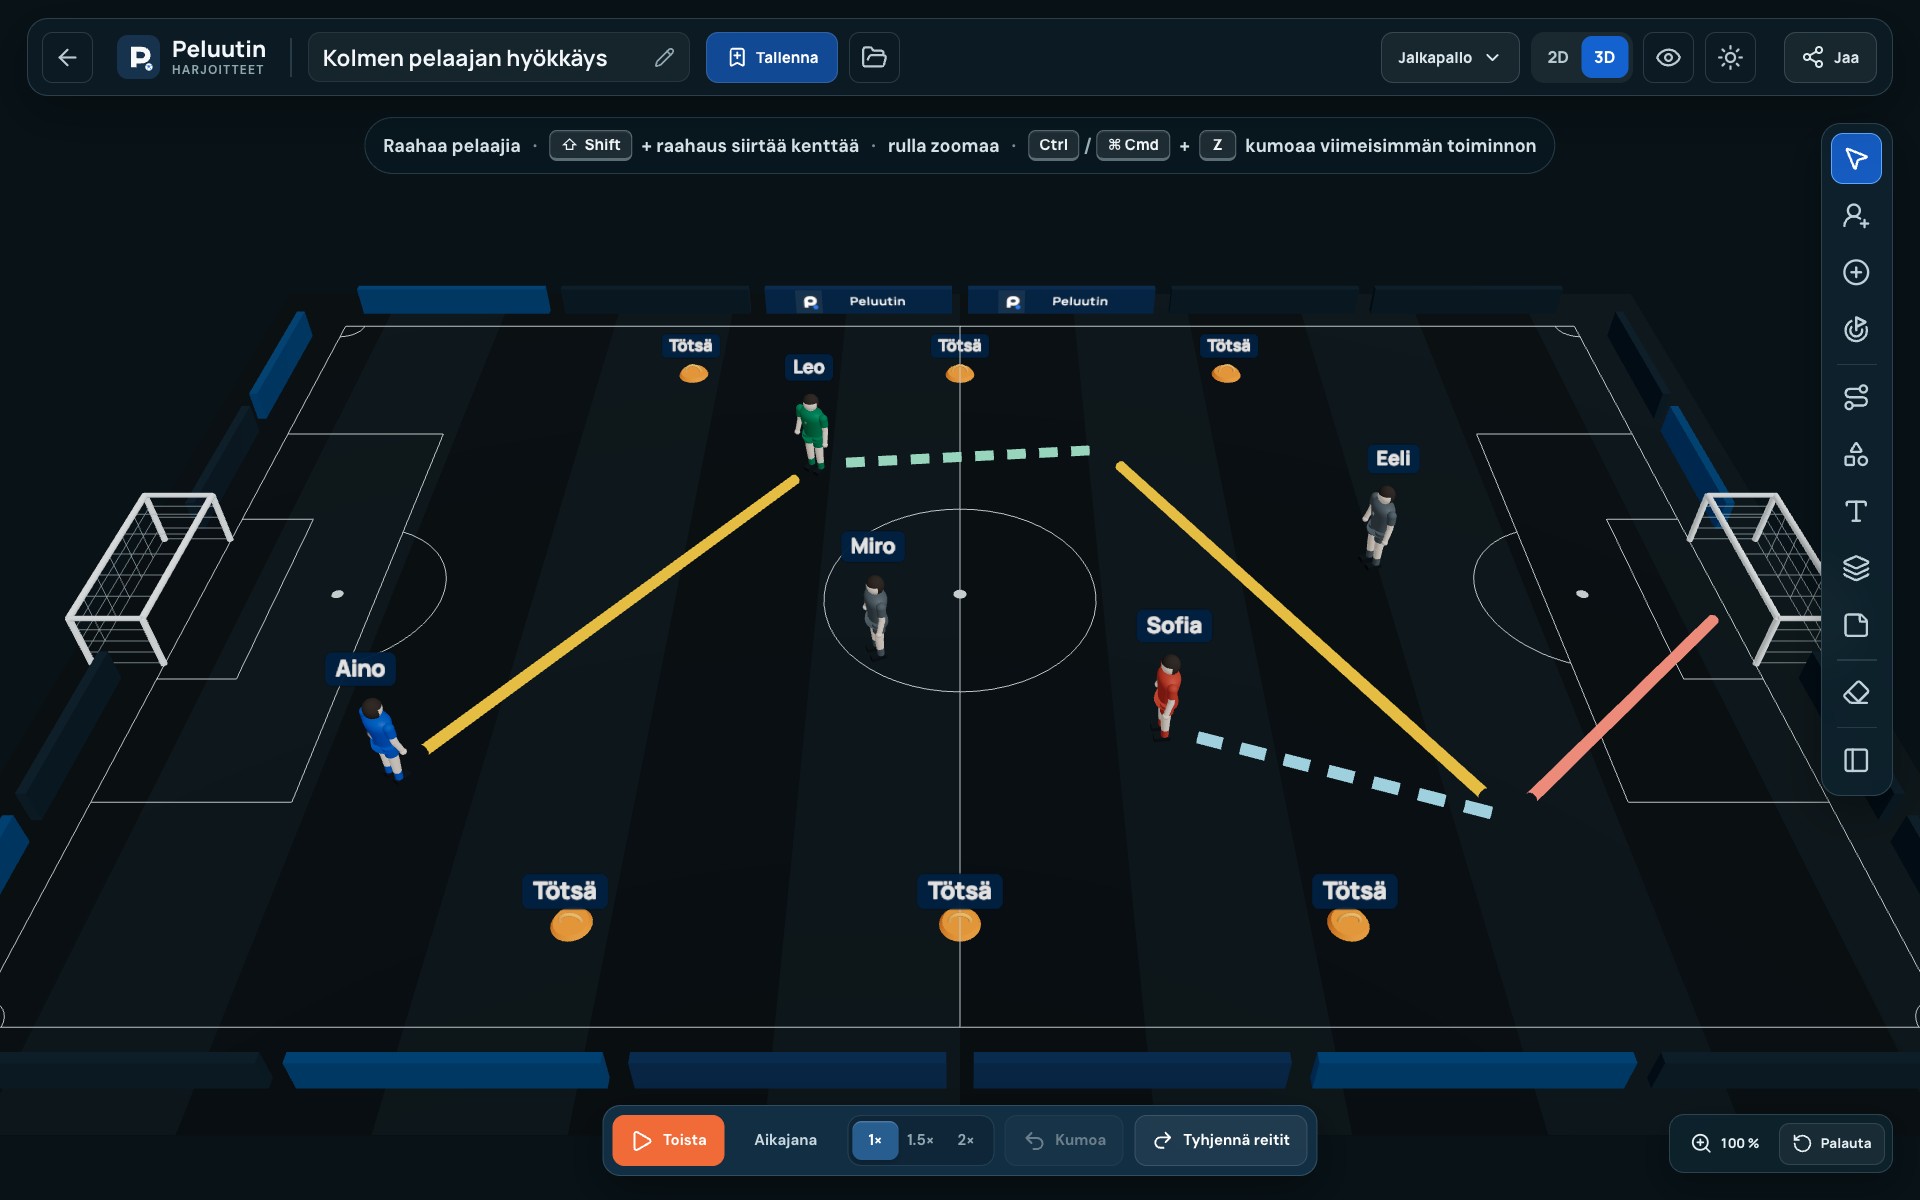 Peluutin
HARJOITTEET
Kolmen pelaajan hyökkäys
Tallenna
Jalkapallo
2D
3D
Jaa
Raahaa pelaajia · Shift + raahaus siirtää kenttää · rulla zoomaa · Ctrl / ⌘ Cmd + Z kumoaa viimeisimmän toiminnon
Peluutin
Peluutin
Tötsä
Tötsä
Tötsä
Leo
Eeli
Miro
Sofia
Aino
Tötsä
Tötsä
Tötsä
Toista
Aikajana
1×
1.5×
2×
Kumoa
Tyhjennä reitit
100 %
Palauta